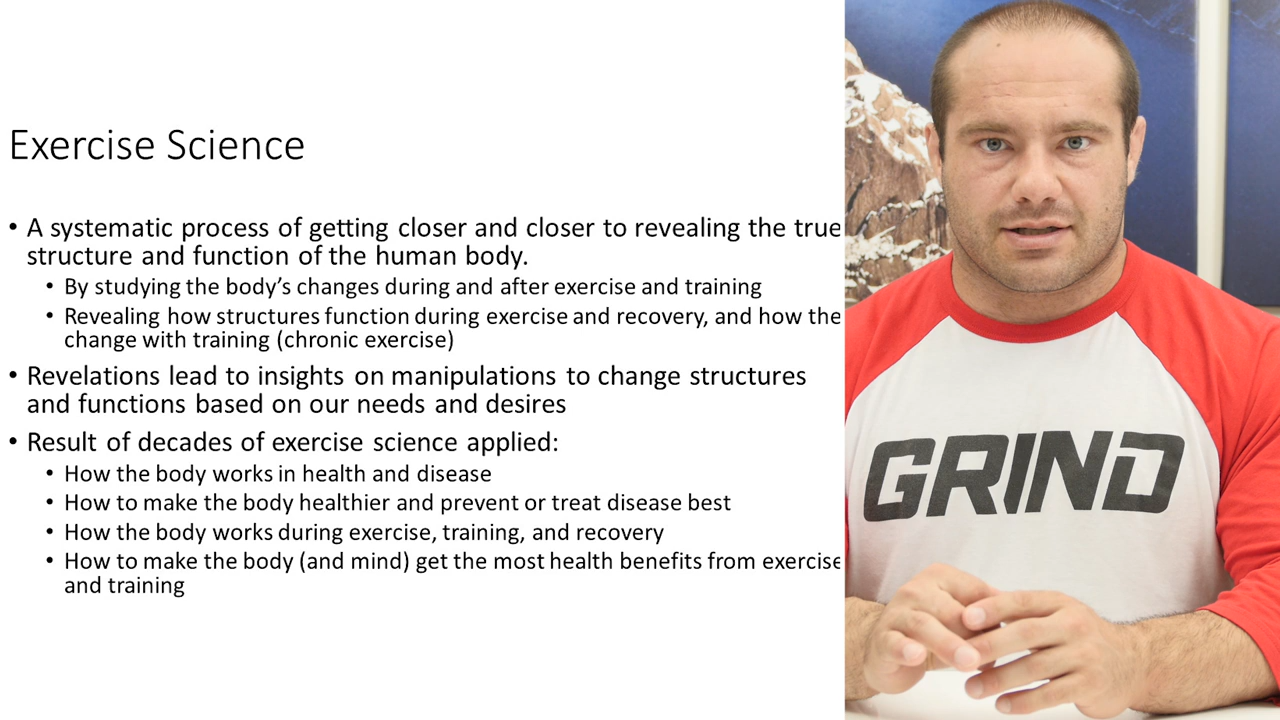 Exercise Science
• A systematic process of getting closer and closer to revealing the true
structure and function of the human body.
• By studying the body's changes during and after exercise and training
• Revealing how structures function during exercise and recovery, and how the
change with training (chronic exercise)
• Revelations lead to insights on manipulations to change structures
and functions based on our needs and desires
• Result of decades of exercise science applied:
• How the body works in health and disease
• How to make the body healthier and prevent or treat disease best
• How the body works during exercise, training, and recovery
• How to make the body (and mind) get the most health benefits from exercise
and training
GRIND